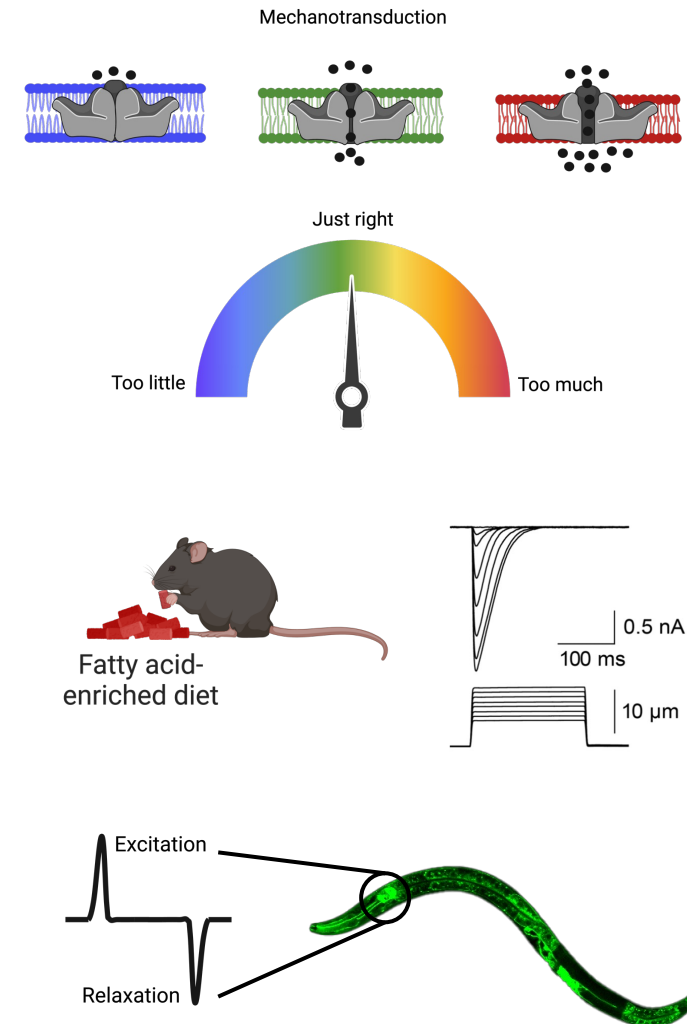 Mechanotransduction
Just right
Too little
Too much
Fatty acid-
enriched diet
0.5 nA
100 ms
10 µm
Excitation
Relaxation